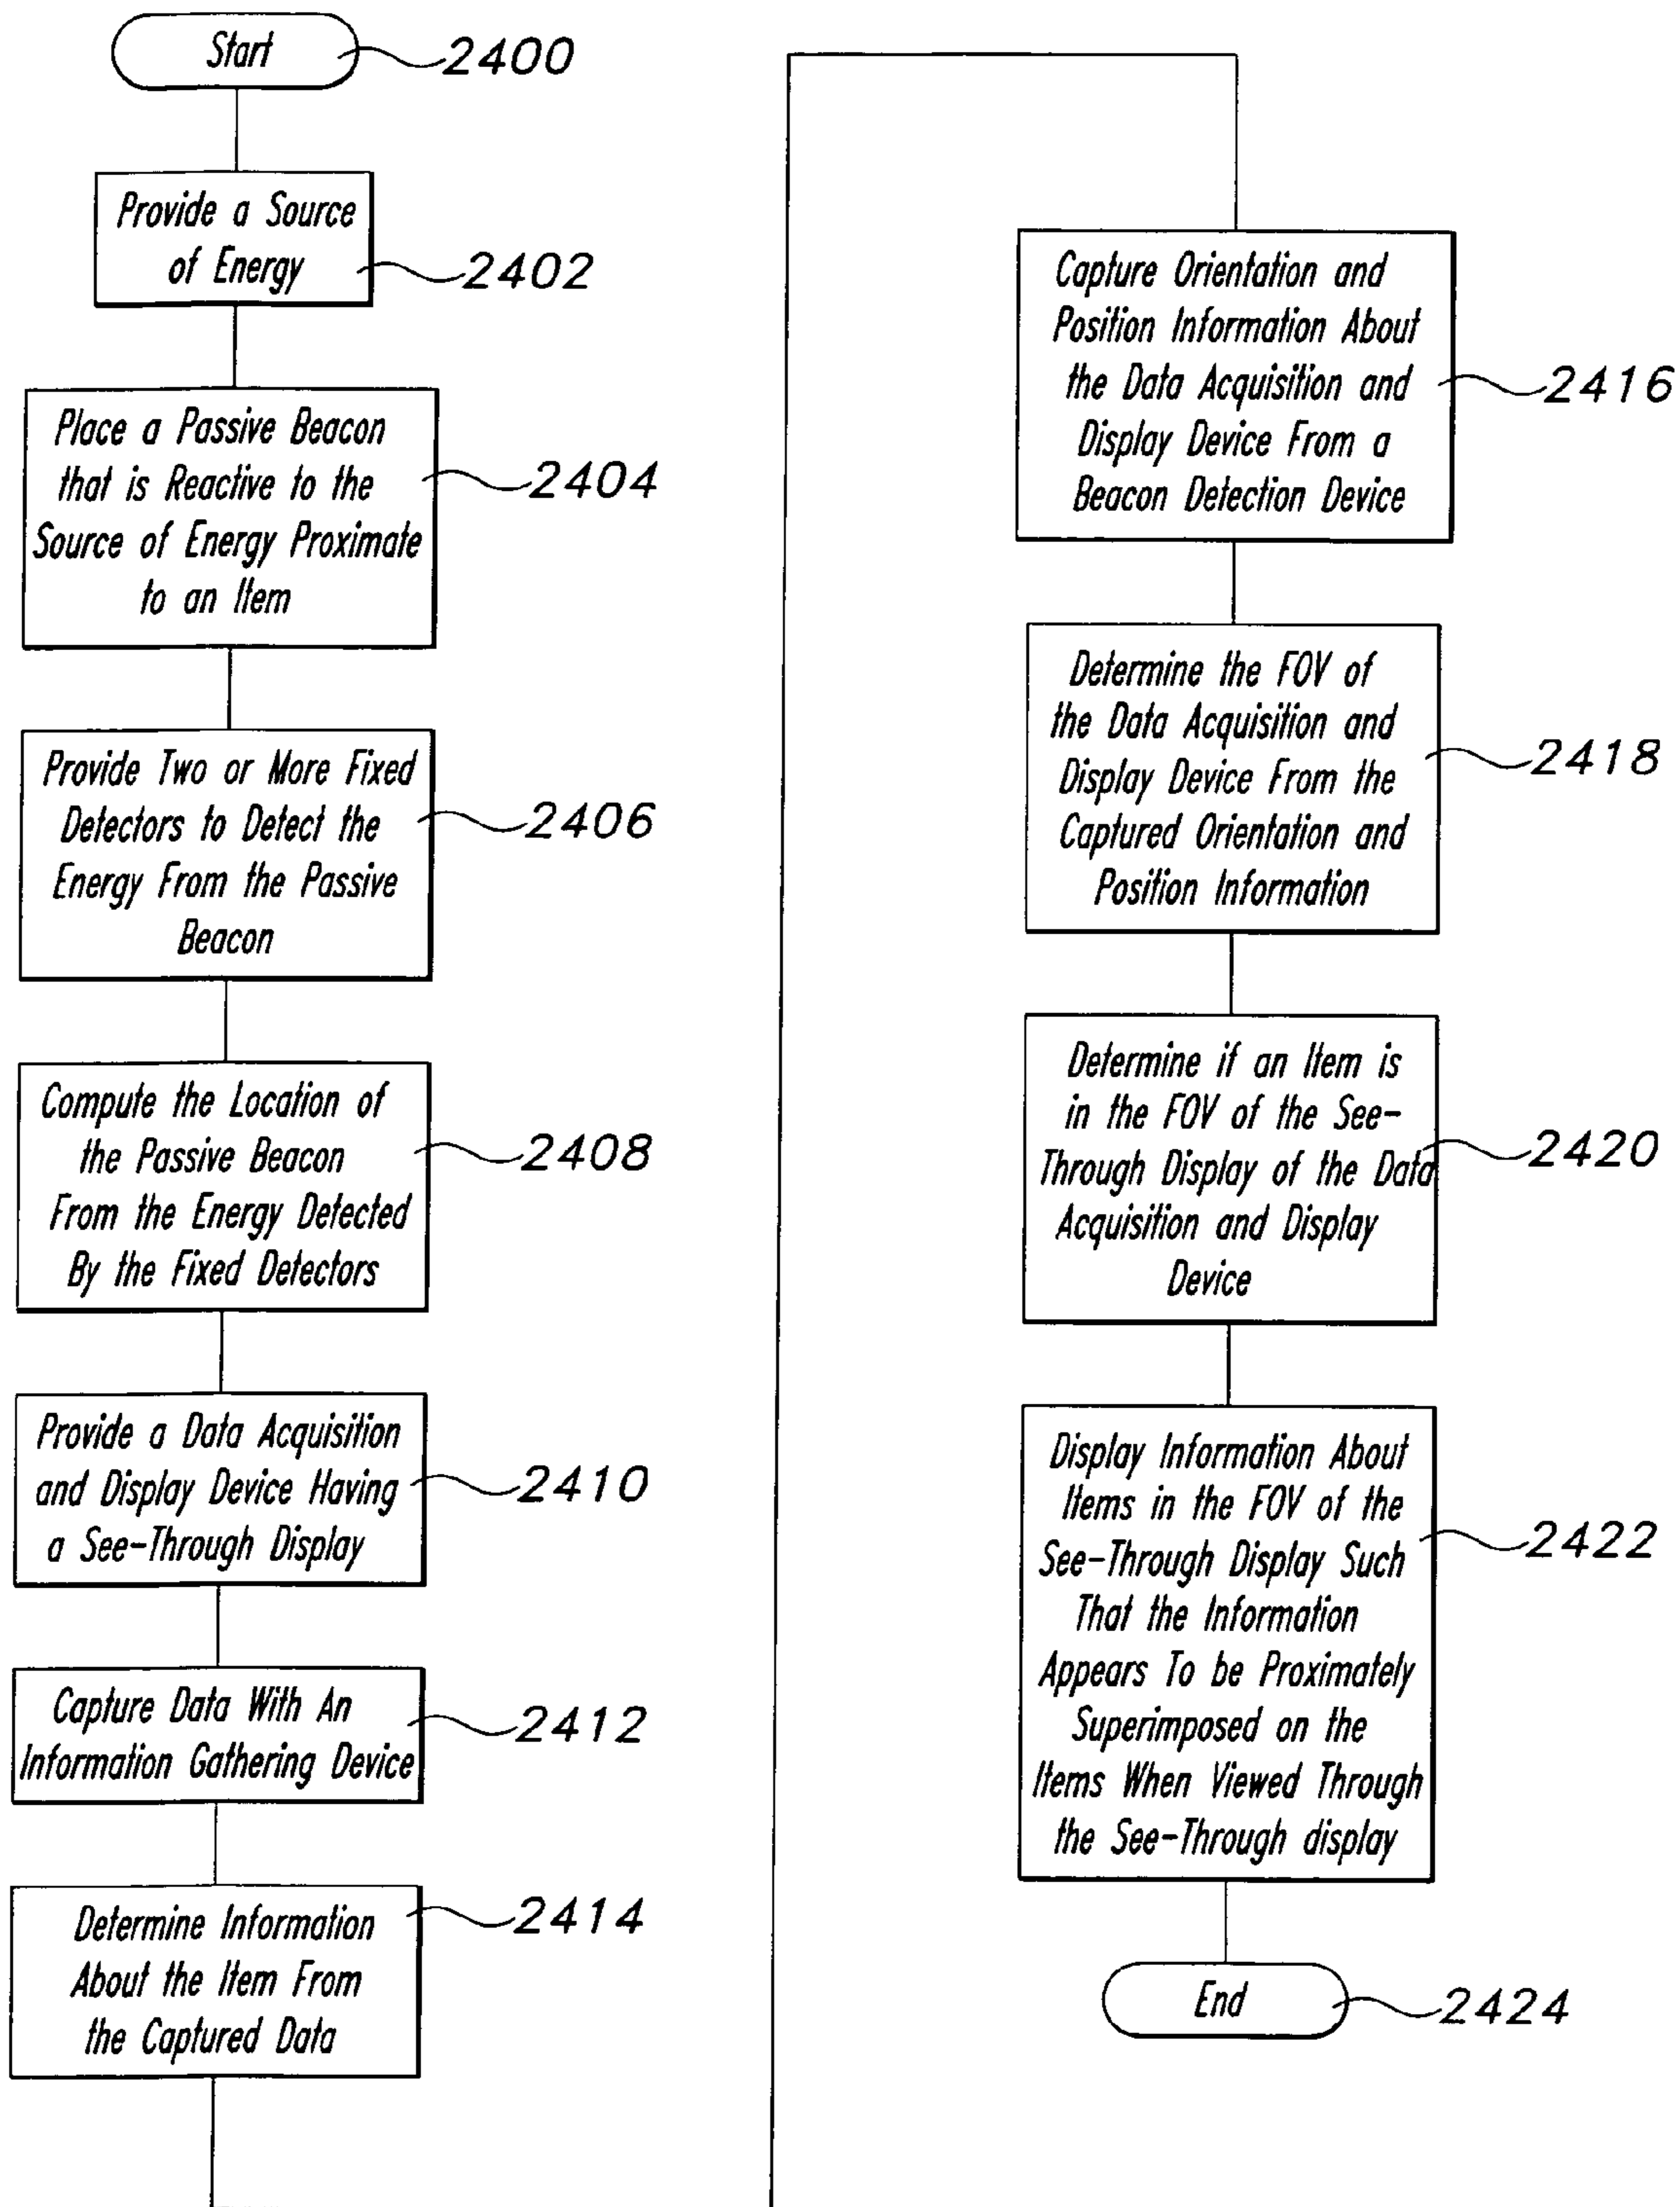 Start
2400
Provide a Source
of Energy
2402
Place a Passive Beacon
that is Reactive to the
Source of Energy Proximate
to an Item
2404
Provide Two or More Fixed
Detectors to Detect the
Energy From the Passive
Beacon
2406
Compute the Location of
the Passive Beacon
From the Energy Detected
By the Fixed Detectors
2408
Provide a Data Acquisition
and Display Device Having
a See-Through Display
2410
Capture Data With An
Information Gathering Device
2412
Determine Information
About the Item From
the Captured Data
2414
Capture Orientation and
Position Information About
the Data Acquisition and
Display Device From a
Beacon Detection Device
2416
Determine the FOV of
the Data Acquisition and
Display Device From the
Captured Orientation and
Position Information
2418
Determine if an Item is
in the FOV of the See-
Through Display of the Data
Acquisition and Display
Device
2420
Display Information About
Items in the FOV of the
See-Through Display Such
That the Information
Appears To be Proximately
Superimposed on the
Items When Viewed Through
the See-Through display
2422
End
2424